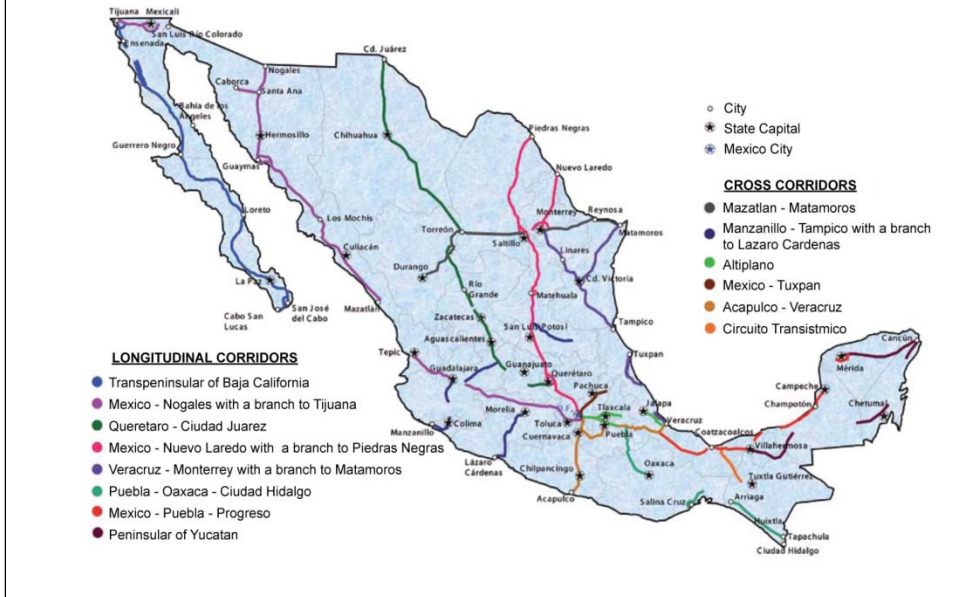 Tijuana Mexicali
San Luis Río Colorado
Ensenada
Cd. Juárez
Nogales
Caborca
Santa Ana
Bahía de los
Ángeles
Hermosillo
Chihuahua
Piedras Negras
Guerrero Negro
Guaymas
Nuevo Laredo
Loreto
Los Mochis
Monterrey
Reynosa
Matamoros
Torreón
Saltillo
Linares
Culiacán
Durango
Cd. Victoria
La Paz
Río
Grande
Matehuala
Cabo San
Lucas
San José
del Cabo
Mazatlán
Zacatecas
San Luis Potosí
Tampico
Aguascalientes
Tepic
Guadalajara
Guanajuato
Querétaro
Tuxpan
Pachuca
Morelia
D.F.
Tlaxcala
Jalapa
Manzanillo
Colima
Toluca
Veracruz
Cuernavaca
Puebla
Coatzacoalcos
Lázaro
Cárdenas
Chilpancingo
Oaxaca
Villahermosa
Acapulco
Salina Cruz
Tuxtla Gutiérrez
Arriaga
Huixtla
Tapachula
Ciudad Hidalgo
Cancún
Mérida
Campeche
Champotón
Chetumal
City
State Capital
Mexico City
CROSS CORRIDORS
Mazatlan - Matamoros
Manzanillo - Tampico with a branch
to Lazaro Cardenas
Altiplano
Mexico - Tuxpan
Acapulco - Veracruz
Circuito Transistmico
LONGITUDINAL CORRIDORS
Transpeninsular of Baja California
Mexico - Nogales with a branch to Tijuana
Queretaro - Ciudad Juarez
Mexico - Nuevo Laredo with a branch to Piedras Negras
Veracruz - Monterrey with a branch to Matamoros
Puebla - Oaxaca - Ciudad Hidalgo
Mexico - Puebla - Progreso
Peninsular of Yucatan